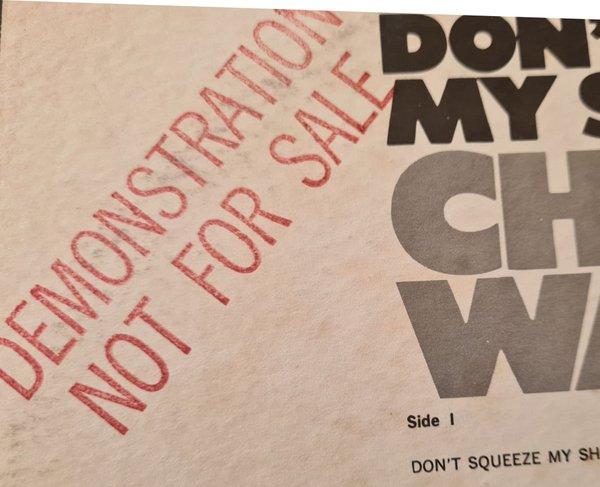 DEMONSTRATION
NOT FOR SALE
DON'
MY S
CH
WA
Side I
DON'T SQUEEZE MY SH